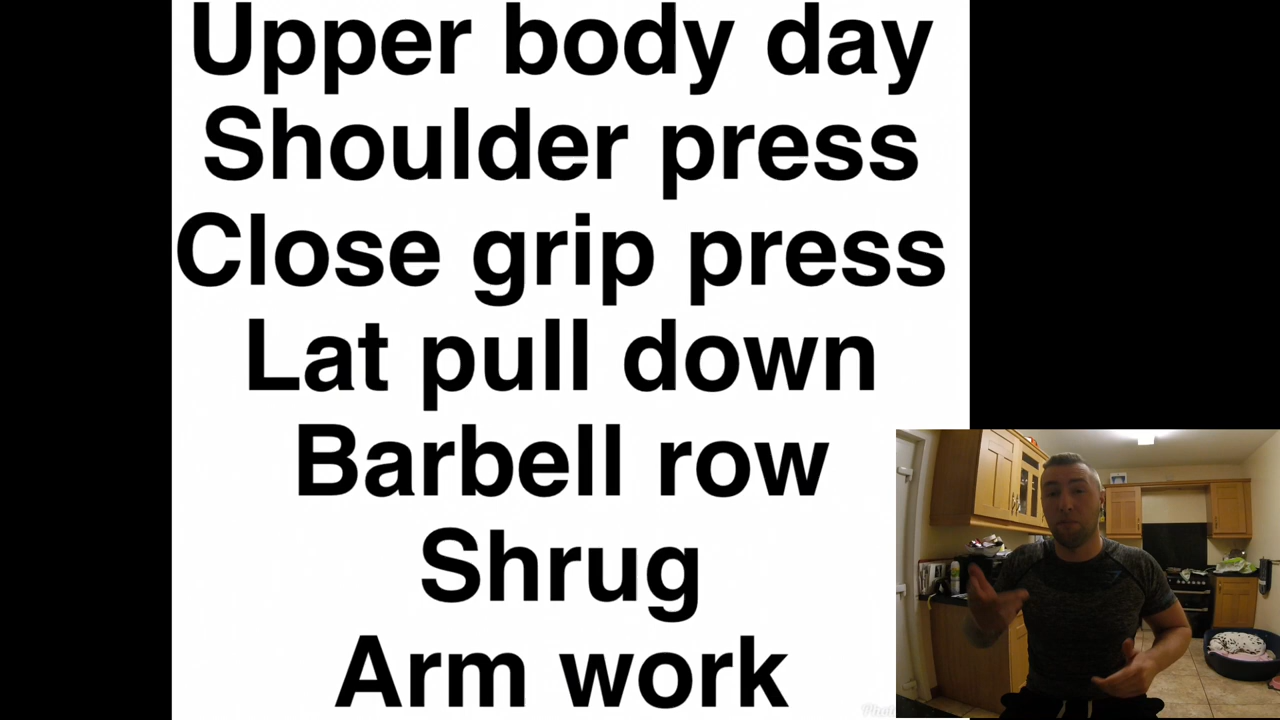 Upper body day
Shoulder press
Close grip press
Lat pull down
Barbell row
Shrug
Arm work